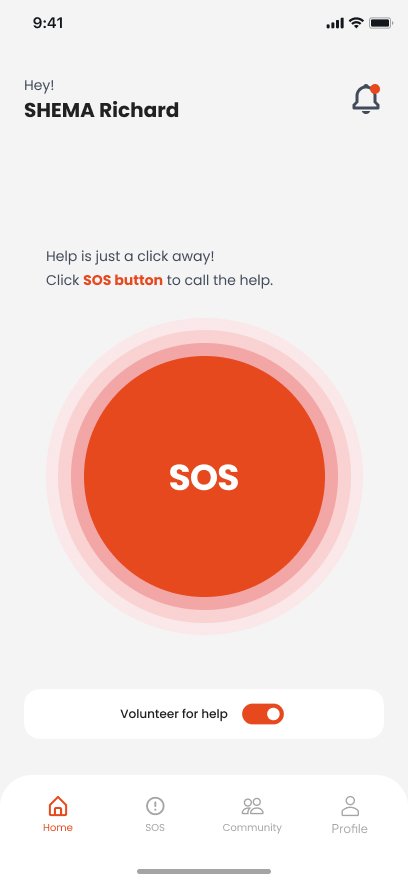 9:41
Hey!
SHEMA Richard
Help is just a click away!
Click SOS button to call the help.
SOS
Volunteer for help
Home
SOS
Community
Profile